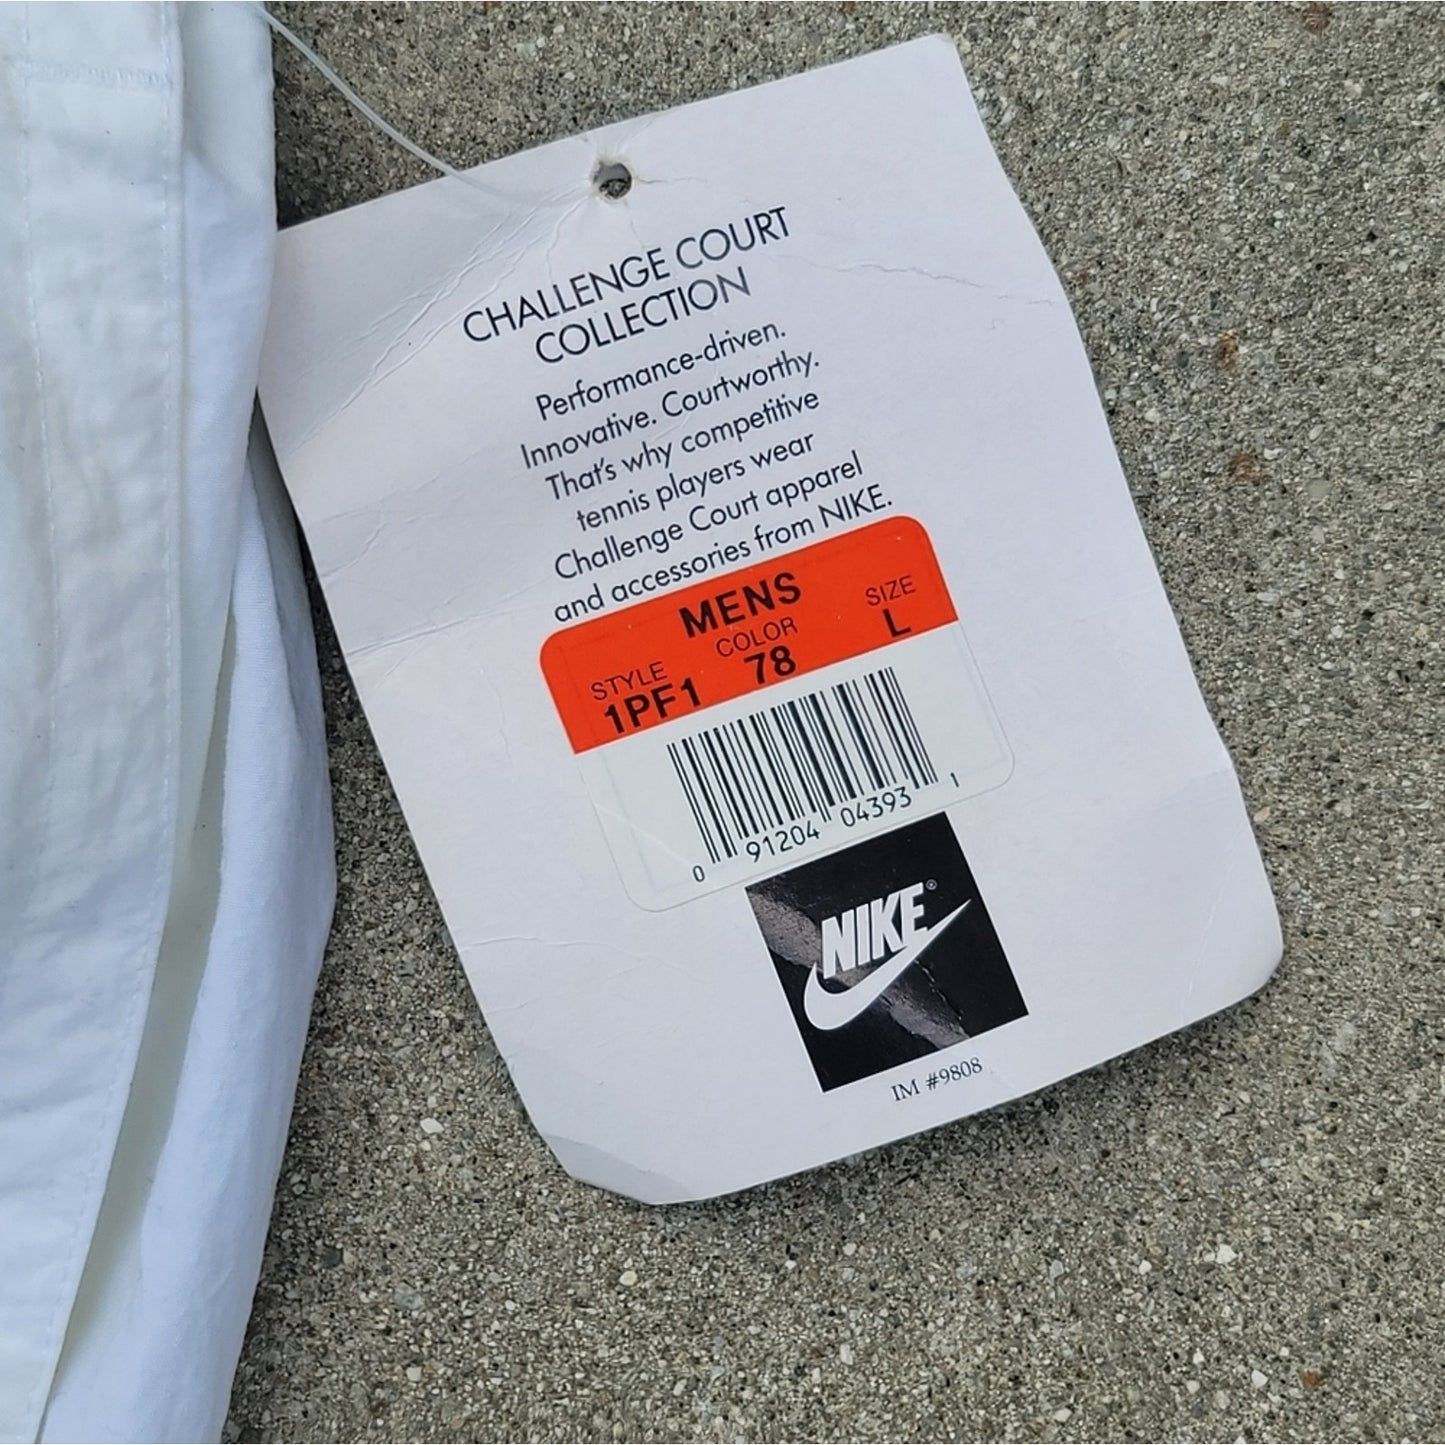 CHALLENGE COURT
COLLECTION
Performance-driven.
Innovative. Courtworthy.
That's why competitive
tennis players wear
Challenge Court apparel
and accessories from NIKE.
MENS
STYLE COLOR SIZE
1PF1 78 L
0 91204 04393 1
NIKE®
IM #9808